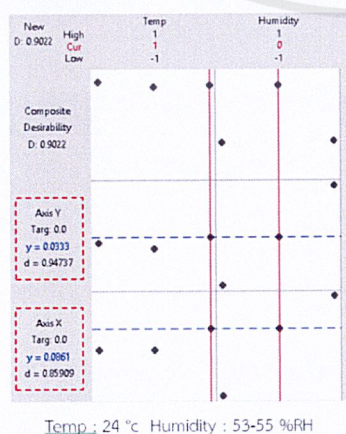 New
D: 0.9022
Temp Humidity
High 1 1
Cur 1 0
Low -1 -1
Composite
Desirability
D: 0.9022
Axis Y
Targ: 0.0
y = 0.0333
d = 0.94737
Axis X
Targ: 0.0
y = 0.0861
d = 0.85909
Temp : 24 °c Humidity : 53-55 %RH